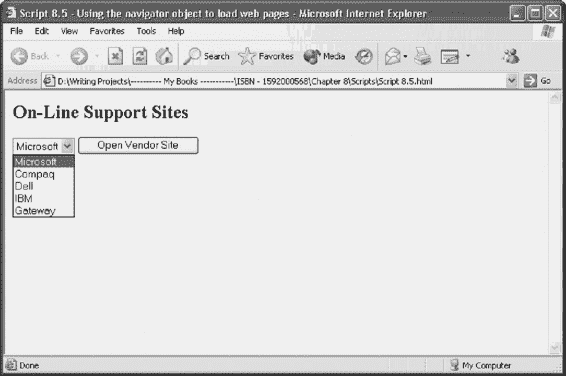 Script 8.5 - Using the navigator object to load web pages - Microsoft Internet Explorer
File Edit View Favorites Tools Help
Back Search Favorites Media
Address D:\Writing Projects\---------- My Books -----------\ISBN - 1592000568\Chapter 8\Scripts\Script 8.5.html Go
On-Line Support Sites
Microsoft Open Vendor Site
Microsoft
Compaq
Dell
IBM
Gateway
Done My Computer